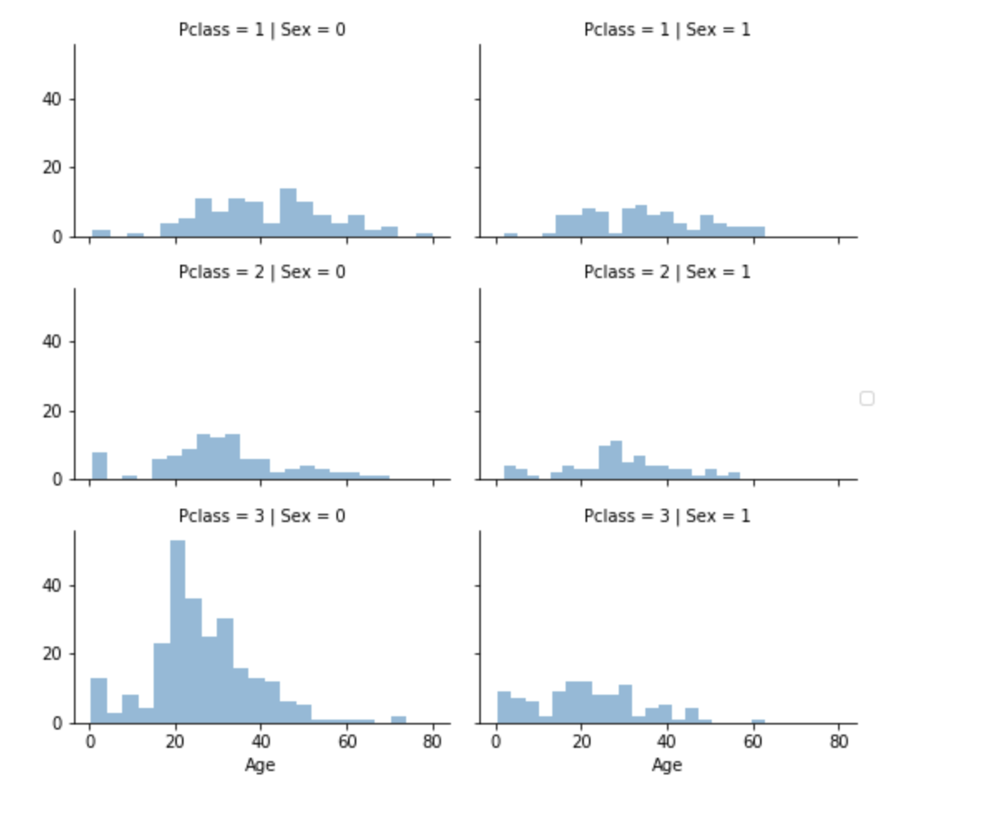 Pclass = 1 | Sex = 0
Pclass = 1 | Sex = 1
40
20
0
Pclass = 2 | Sex = 0
Pclass = 2 | Sex = 1
40
20
0
Pclass = 3 | Sex = 0
Pclass = 3 | Sex = 1
40
20
0
0 20 40 60 80
0 20 40 60 80
Age
Age